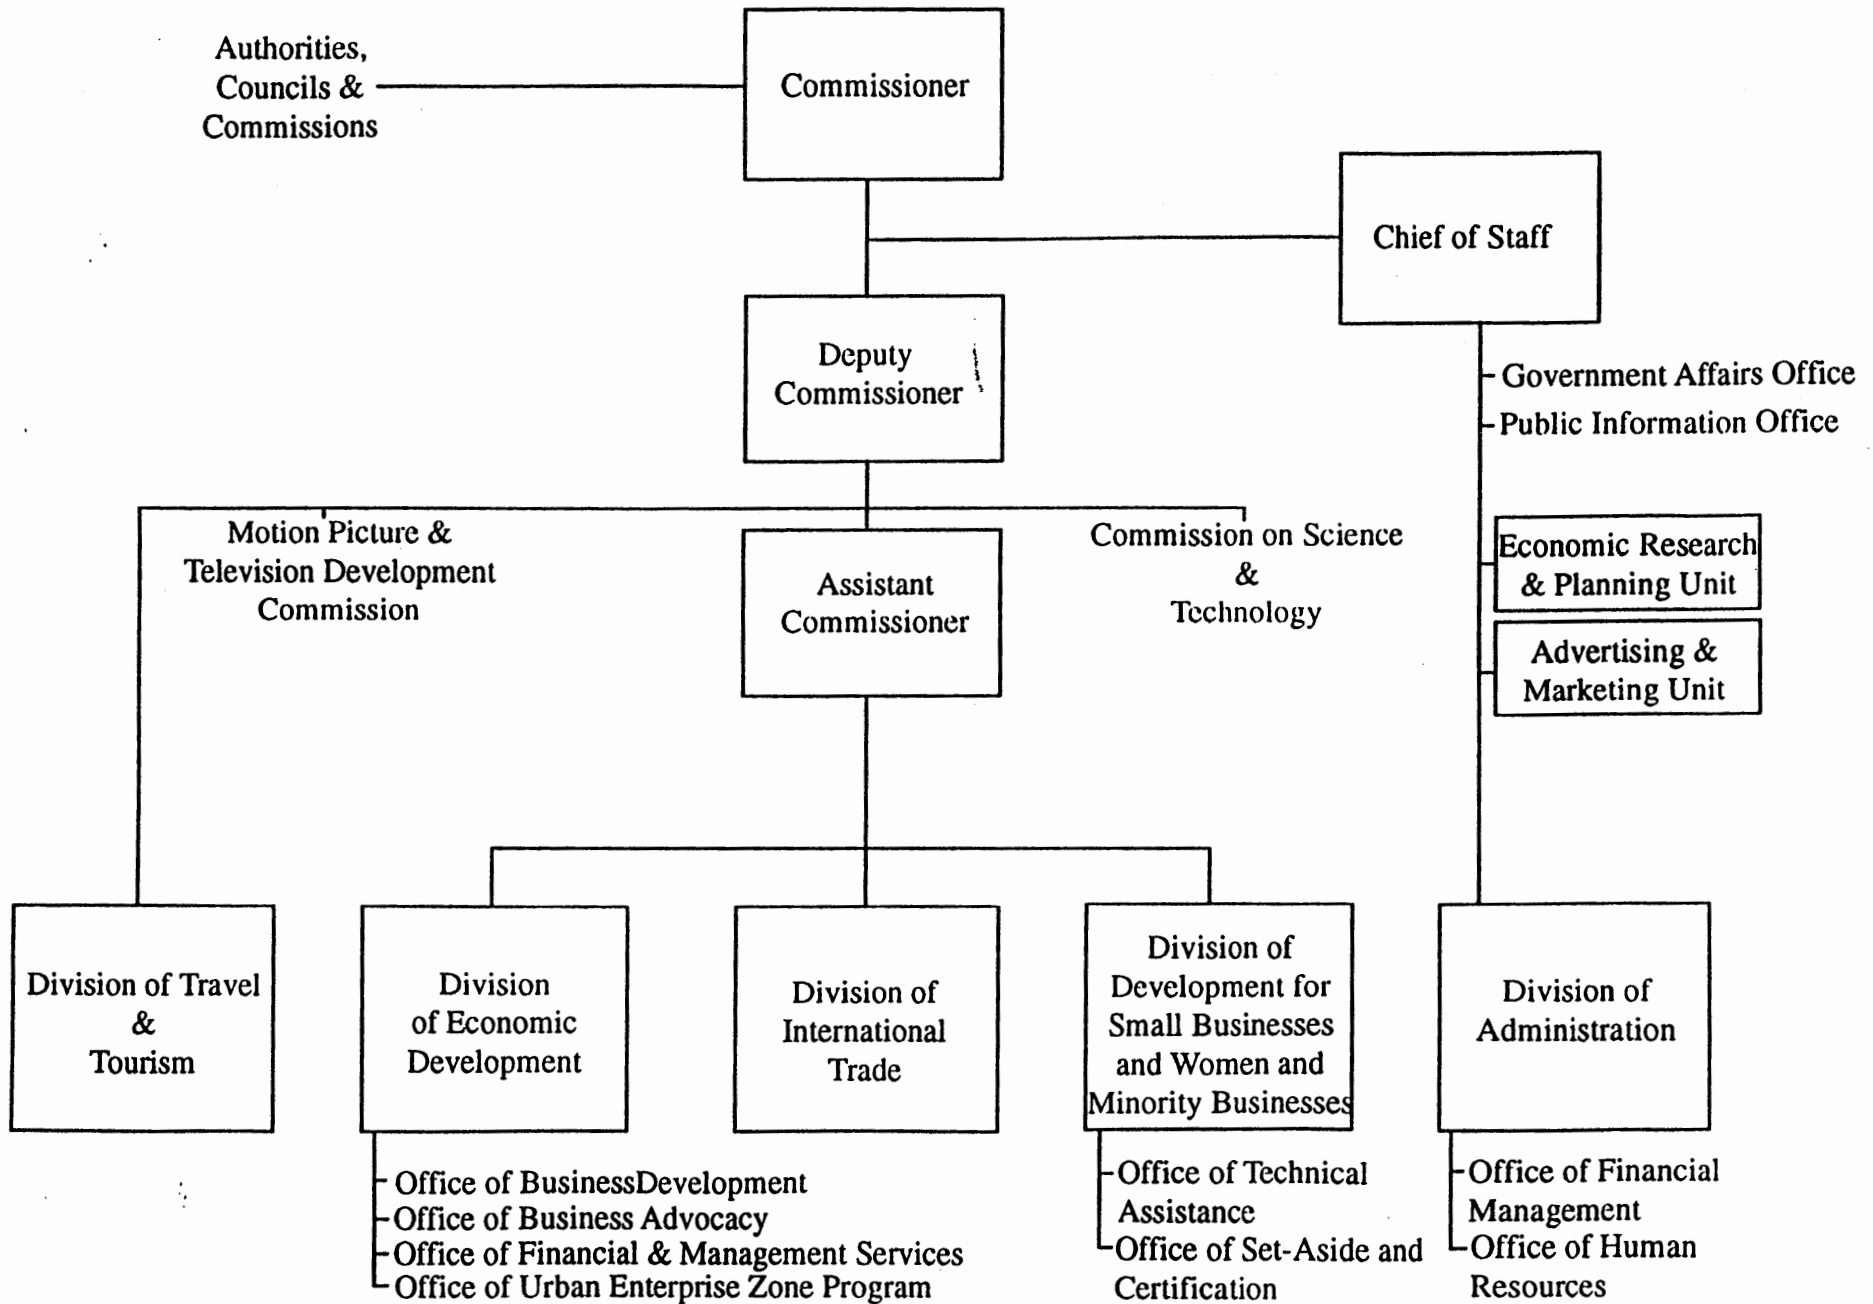 Authorities,
Councils &
Commissions
Commissioner
Chief of Staff
Government Affairs Office
Public Information Office
Economic Research
& Planning Unit
Advertising &
Marketing Unit
Deputy
Commissioner
Motion Picture &
Television Development
Commission
Assistant
Commissioner
Commission on Science
&
Technology
Division of Travel
&
Tourism
Division
of Economic
Development
Office of BusinessDevelopment
Office of Business Advocacy
Office of Financial & Management Services
Office of Urban Enterprise Zone Program
Division of
International
Trade
Division of
Development for
Small Businesses
and Women and
Minority Businesses
Office of Technical
Assistance
Office of Set-Aside and
Certification
Division of
Administration
Office of Financial
Management
Office of Human
Resources